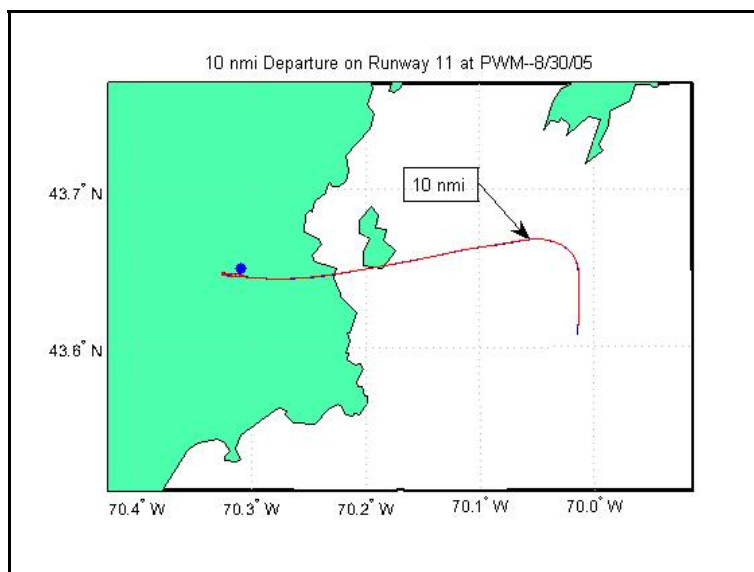 10 nmi Departure on Runway 11 at PWM--8/30/05
10 nmi
43.7° N
43.6° N
70.4° W 70.3° W 70.2° W 70.1° W 70.0° W